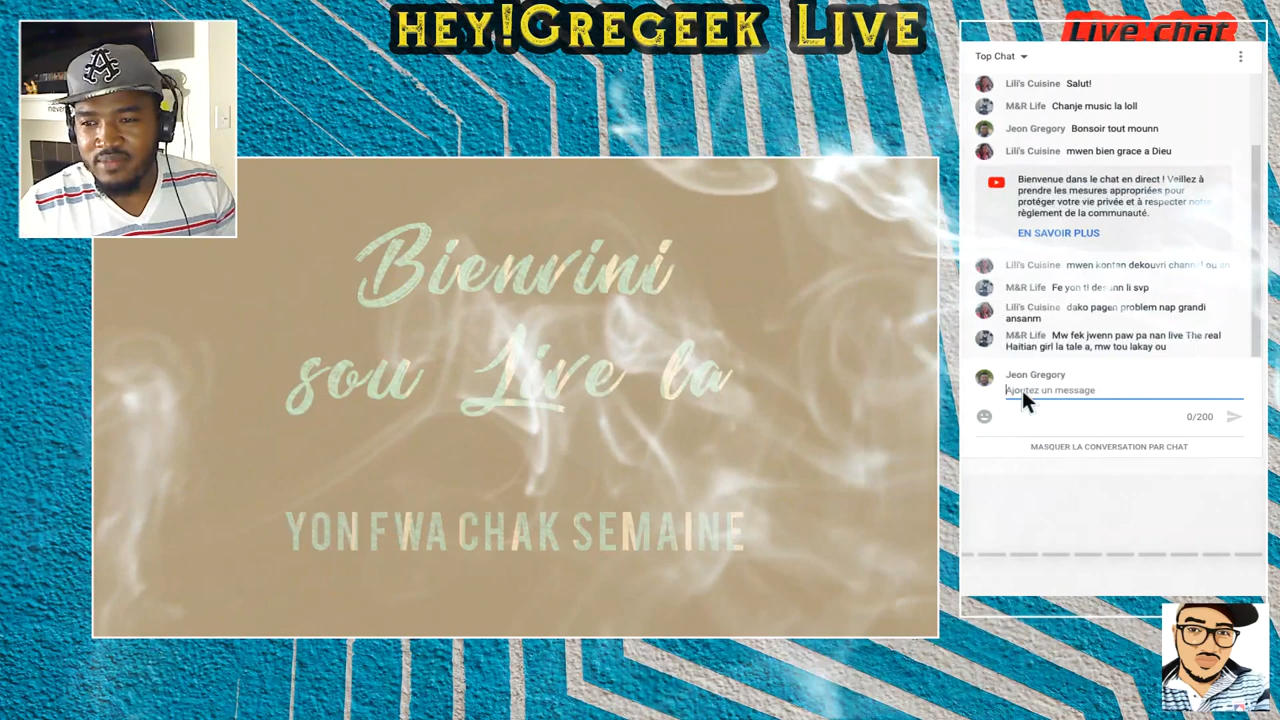 HEY!GREGEEK LIVE
Live chat
Top Chat
Lili's Cuisine Salut!
M&R Life Chanje music la loll
Jeon Gregory Bonsoir tout mounn
Lili's Cuisine mwen bien grace a Dieu
Bienvenue dans le chat en direct ! Veillez à
prendre les mesures appropriées pour
protéger votre vie privée et à respecter notre
règlement de la communauté.
EN SAVOIR PLUS
Lili's Cuisine mwen kontan dekouvri channel ou an
M&R Life Fe yon ti desann li svp
Lili's Cuisine dako pagen problem nap grandi
ansanm
M&R Life Mw fek jwenn paw pa nan live The real
Haitian girl la tale a, mw tou lakay ou
Jeon Gregory
Ajoutez un message
0/200
MASQUER LA CONVERSATION PAR CHAT
Bienvini
sou Live la
YON FWA CHAK SEMAINE